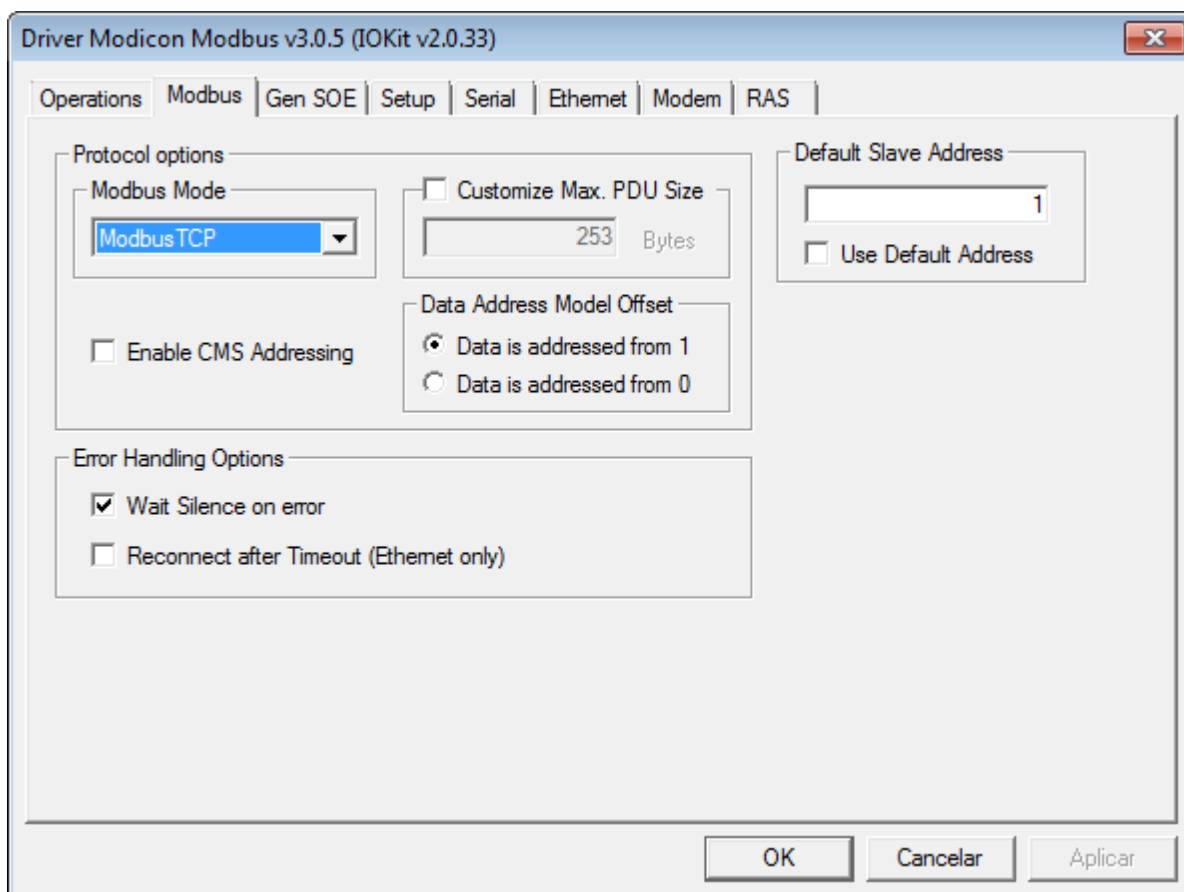 Driver Modicon Modbus v3.0.5 (IOKit v2.0.33)
Operations Modbus Gen SOE Setup Serial Ethernet Modem RAS
Protocol options
Modbus Mode
ModbusTCP
Customize Max. PDU Size
253 Bytes
Enable CMS Addressing
Data Address Model Offset
Data is addressed from 1
Data is addressed from 0
Default Slave Address
1
Use Default Address
Error Handling Options
Wait Silence on error
Reconnect after Timeout (Ethernet only)
OK Cancelar Aplicar